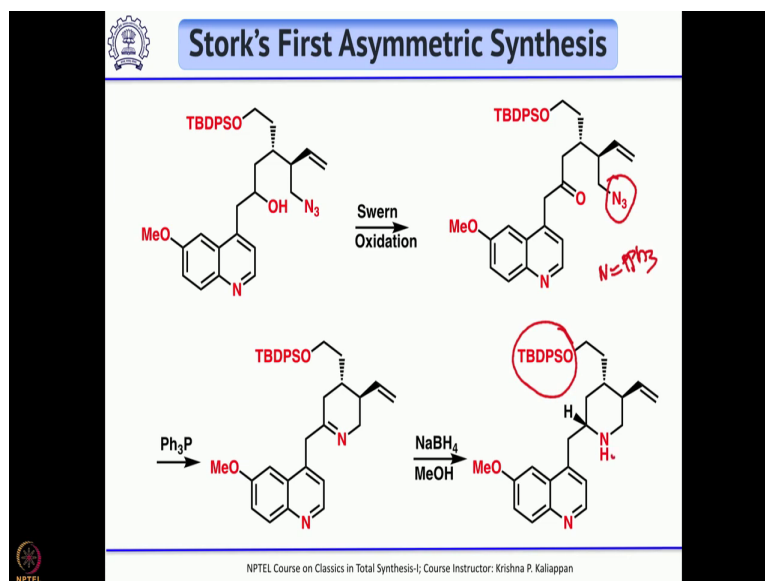 Stork's First Asymmetric Synthesis
TBDPSO
OH
N3
MeO
N
Swern
Oxidation
TBDPSO
O
N3
MeO
N
N=PPh3
TBDPSO
N
MeO
N
Ph3P
NaBH4
MeOH
TBDPSO
H
N
H
MeO
N
NPTEL Course on Classics in Total Synthesis-I; Course Instructor: Krishna P. Kaliappan
NPTEL